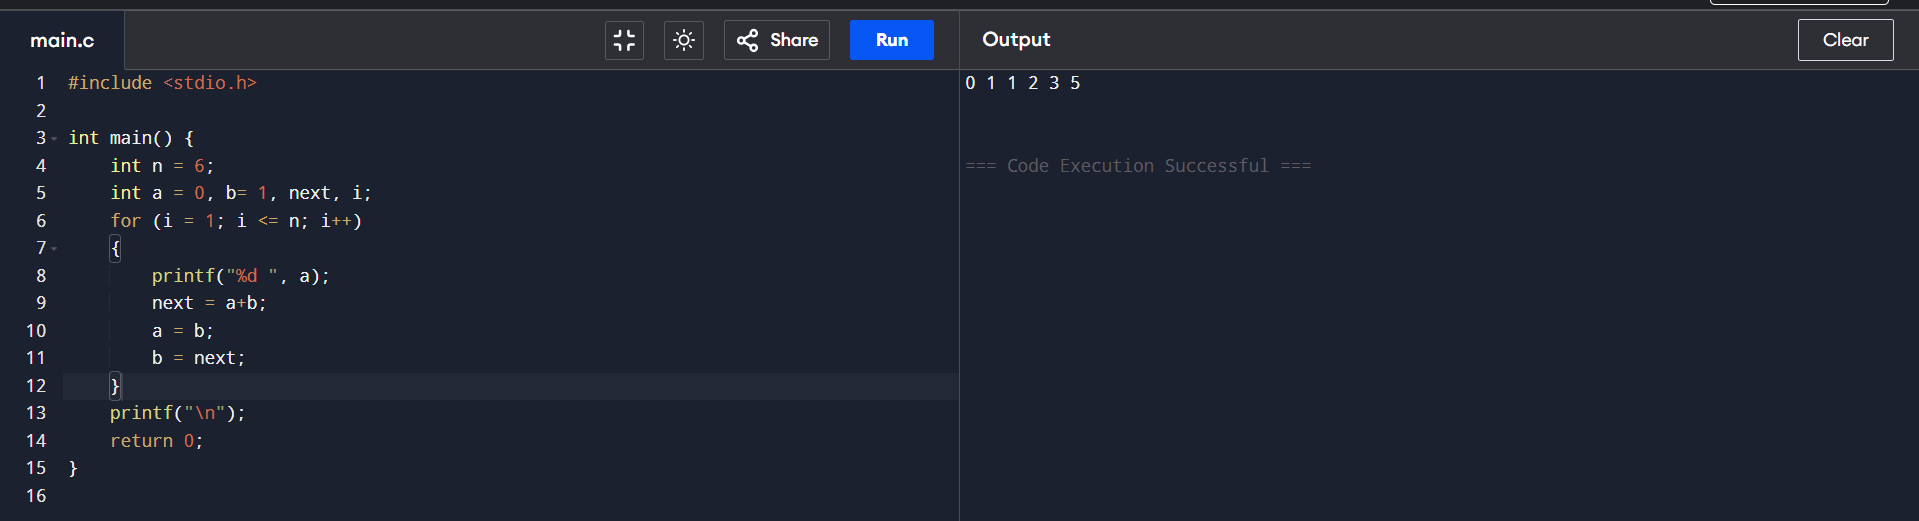 main.c
Share
Run
Output
Clear
1 #include <stdio.h>
2
3 int main() {
4     int n = 6;
5     int a = 0, b= 1, next, i;
6     for (i = 1; i <= n; i++)
7     {
8         printf("%d ", a);
9         next = a+b;
10         a = b;
11         b = next;
12     }
13     printf("\n");
14     return 0;
15 }
16
0 1 1 2 3 5
=== Code Execution Successful ===